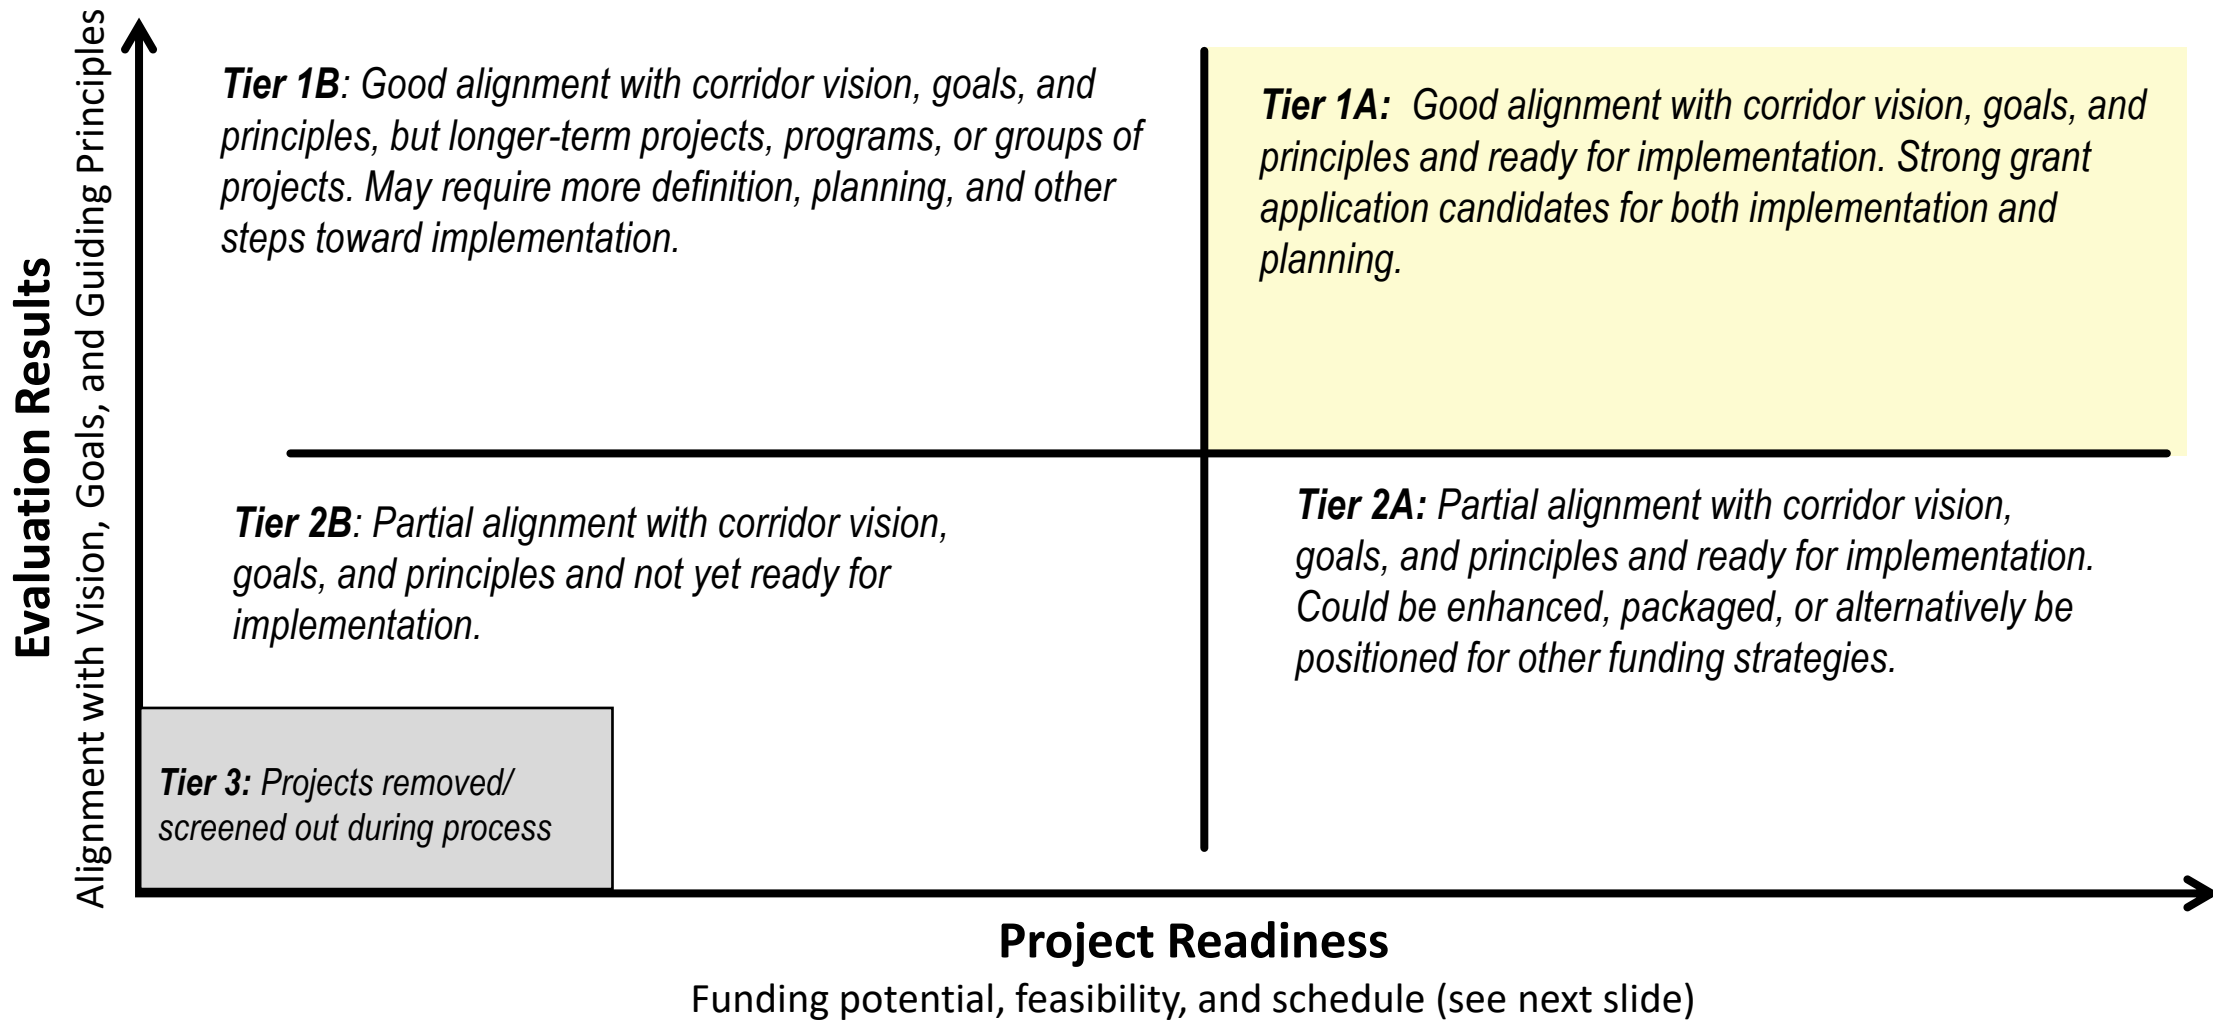 Evaluation Results
Alignment with Vision, Goals, and Guiding Principles
Tier 1B: Good alignment with corridor vision, goals, and
principles, but longer-term projects, programs, or groups of
projects. May require more definition, planning, and other
steps toward implementation.
Tier 1A: Good alignment with corridor vision, goals, and
principles and ready for implementation. Strong grant
application candidates for both implementation and
planning.
Tier 2B: Partial alignment with corridor vision,
goals, and principles and not yet ready for
implementation.
Tier 2A: Partial alignment with corridor vision,
goals, and principles and ready for implementation.
Could be enhanced, packaged, or alternatively be
positioned for other funding strategies.
Tier 3: Projects removed/
screened out during process
Project Readiness
Funding potential, feasibility, and schedule (see next slide)